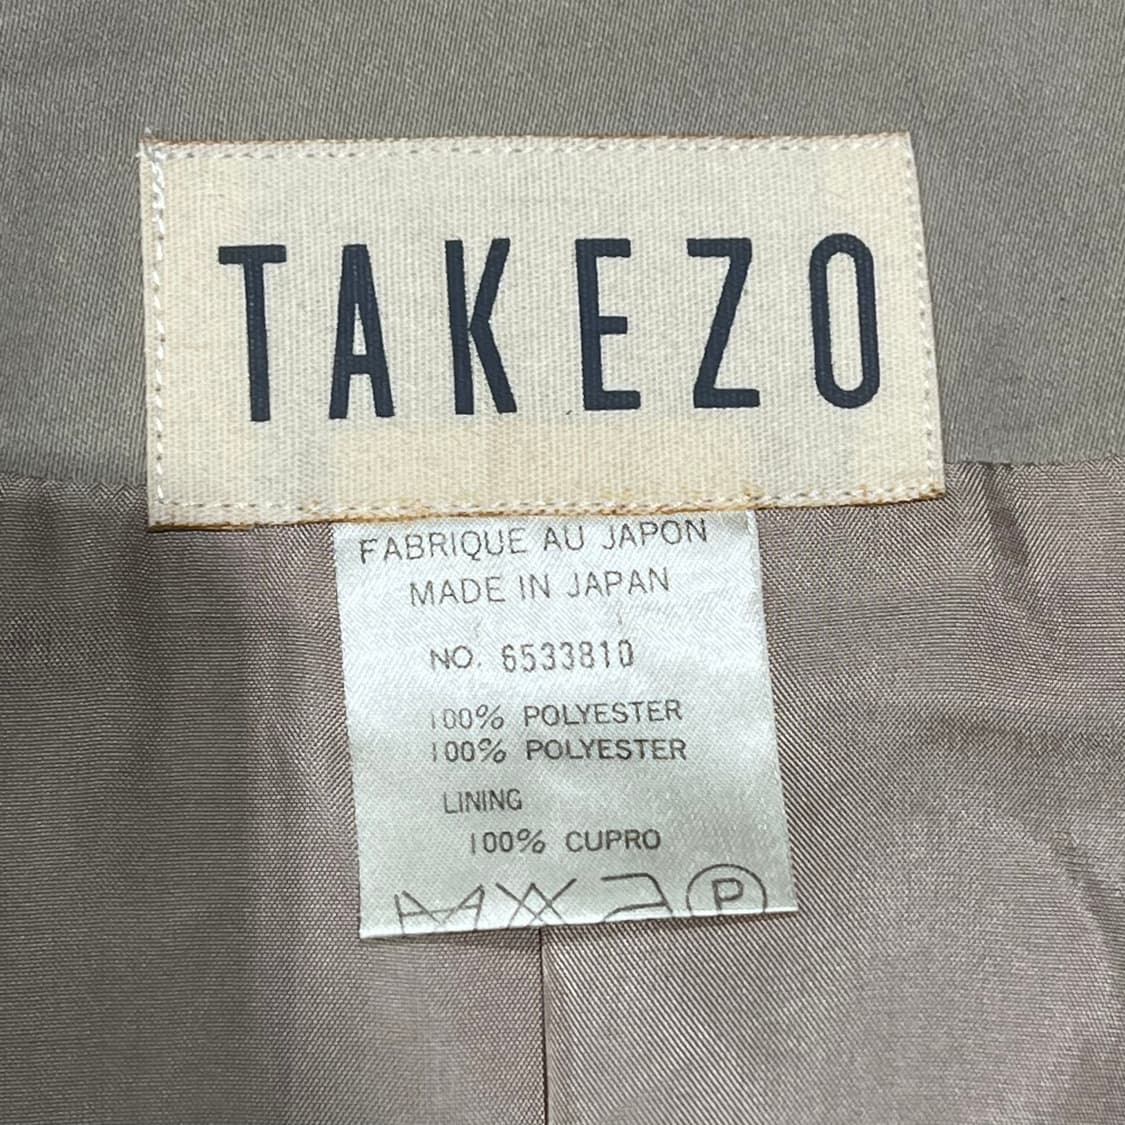 TAKEZO
FABRIQUE AU JAPON
MADE IN JAPAN
NO. 6533810
100% POLYESTER
100% POLYESTER
LINING
100% CUPRO
P